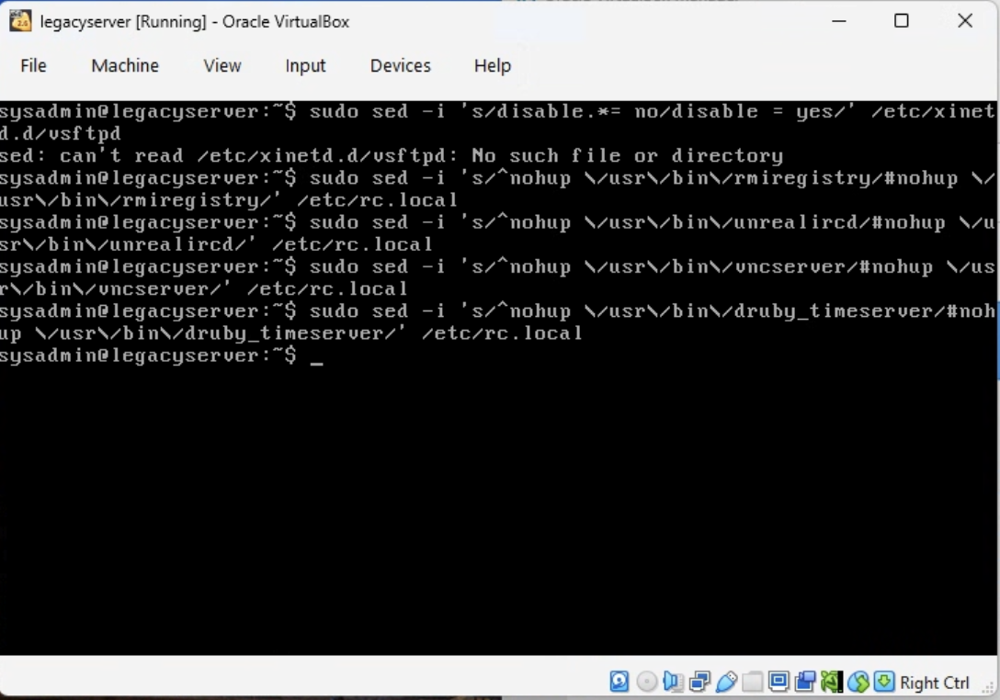 legacyserver [Running] - Oracle VirtualBox
File Machine View Input Devices Help
sysadmin@legacyserver:~$ sudo sed -i 's/disable.*= no/disable = yes/' /etc/xinet
d.d/vsftpd
sed: can't read /etc/xinetd.d/vsftpd: No such file or directory
sysadmin@legacyserver:~$ sudo sed -i 's/^nohup \/usr\/bin\/rmiregistry/#nohup \/
usr\/bin\/rmiregistry/' /etc/rc.local
sysadmin@legacyserver:~$ sudo sed -i 's/^nohup \/usr\/bin\/unrealircd/#nohup \/u
sr\/bin\/unrealircd/' /etc/rc.local
sysadmin@legacyserver:~$ sudo sed -i 's/^nohup \/usr\/bin\/vncserver/#nohup \/us
r\/bin\/vncserver/' /etc/rc.local
sysadmin@legacyserver:~$ sudo sed -i 's/^nohup \/usr\/bin\/druby_timeserver/#noh
up \/usr\/bin\/druby_timeserver/' /etc/rc.local
sysadmin@legacyserver:~$ _
Right Ctrl